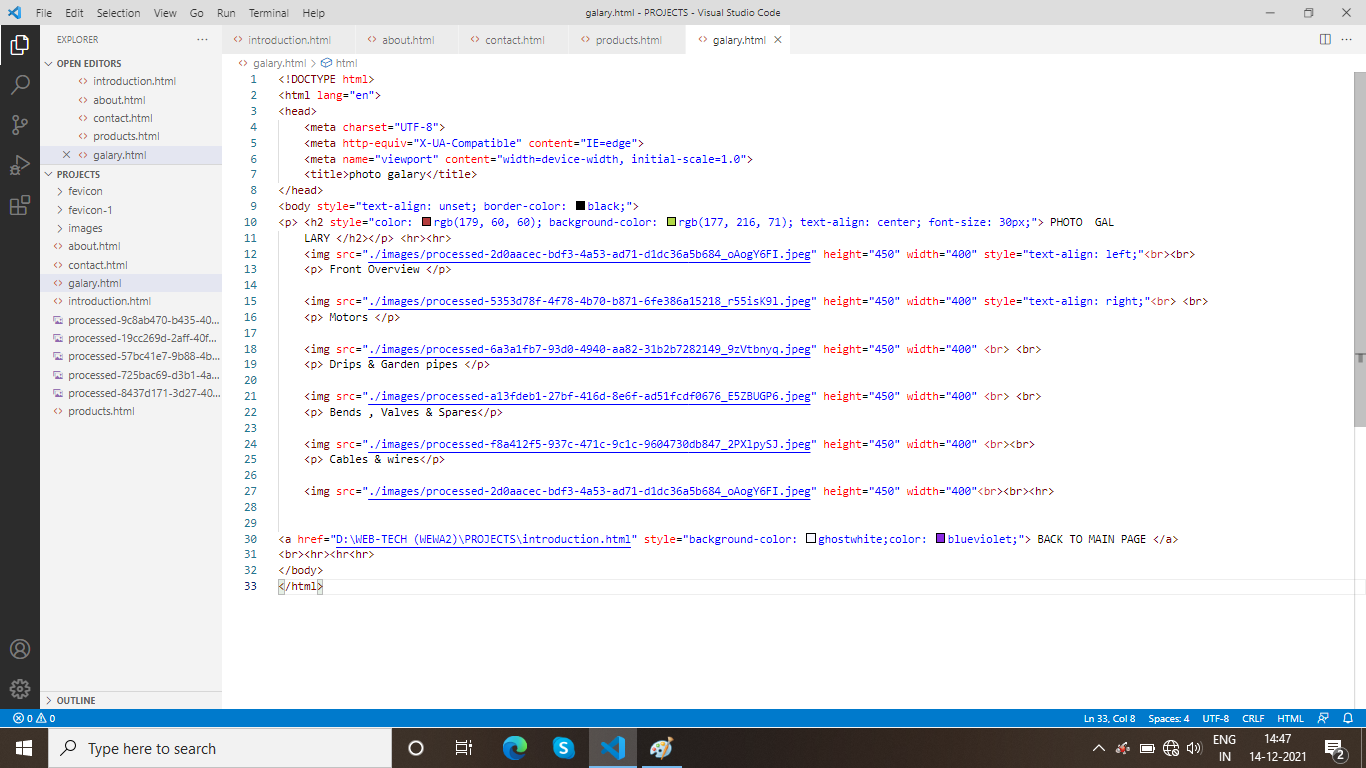 File Edit Selection View Go Run Terminal Help galary.html - PROJECTS - Visual Studio Code
EXPLORER
introduction.html about.html contact.html products.html galary.html
OPEN EDITORS
introduction.html
about.html
contact.html
products.html
galary.html
PROJECTS
fevicon
fevicon-1
images
about.html
contact.html
galary.html
introduction.html
processed-9c8ab470-b435-40...
processed-19cc269d-2aff-40f...
processed-57bc41e7-9b88-4b...
processed-725bac69-d3b1-4a...
processed-8437d171-3d27-40...
products.html
OUTLINE
galary.html > html
1 <!DOCTYPE html>
2 <html lang="en">
3 <head>
4 <meta charset="UTF-8">
5 <meta http-equiv="X-UA-Compatible" content="IE=edge">
6 <meta name="viewport" content="width=device-width, initial-scale=1.0">
7 <title>photo galary</title>
8 </head>
9 <body style="text-align: unset; border-color: black;">
10 <p> <h2 style="color: rgb(179, 60, 60); background-color: rgb(177, 216, 71); text-align: center; font-size: 30px;"> PHOTO GAL
11 LARY </h2></p> <hr><hr>
12 <img src="./images/processed-2d0aacec-bdf3-4a53-ad71-d1dc36a5b684_oAogY6FI.jpeg" height="450" width="400" style="text-align: left;"<br><br>
13 <p> Front Overview </p>
14
15 <img src="./images/processed-5353d78f-4f78-4b70-b871-6fe386a15218_r55isK9l.jpeg" height="450" width="400" style="text-align: right;"<br> <br>
16 <p> Motors </p>
17
18 <img src="./images/processed-6a3a1fb7-93d0-4940-aa82-31b2b7282149_9zVtbnyq.jpeg" height="450" width="400" <br> <br>
19 <p> Drips & Garden pipes </p>
20
21 <img src="./images/processed-a13fdeb1-27bf-416d-8e6f-ad51fcdf0676_E5ZBUGP6.jpeg" height="450" width="400" <br> <br>
22 <p> Bends , Valves & Spares</p>
23
24 <img src="./images/processed-f8a412f5-937c-471c-9c1c-9604730db847_2PXlpySJ.jpeg" height="450" width="400" <br><br>
25 <p> Cables & wires</p>
26
27 <img src="./images/processed-2d0aacec-bdf3-4a53-ad71-d1dc36a5b684_oAogY6FI.jpeg" height="450" width="400"<br><br><hr>
28
29
30 <a href="D:\WEB-TECH (WEWA2)\PROJECTS\introduction.html" style="background-color: ghostwhite;color: blueviolet;"> BACK TO MAIN PAGE </a>
31 <br><hr><hr<hr>
32 </body>
33 </html>
0 0 Ln 33, Col 8 Spaces: 4 UTF-8 CRLF HTML
Type here to search
ENG
IN
14:47
14-12-2021
2